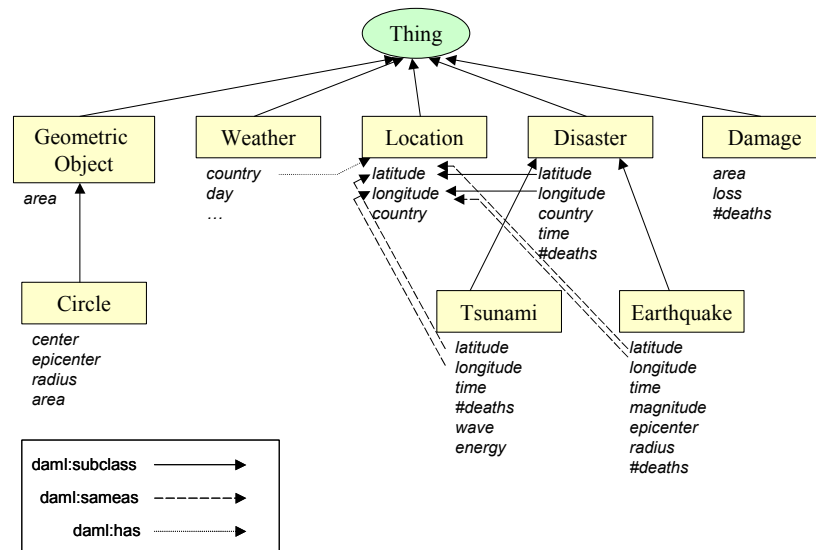 Thing
Geometric
Object
area
Weather
country
day
…
Location
latitude
longitude
country
Disaster
latitude
longitude
country
time
#deaths
Damage
area
loss
#deaths
Circle
center
epicenter
radius
area
Tsunami
latitude
longitude
time
#deaths
wave
energy
Earthquake
latitude
longitude
time
magnitude
epicenter
radius
#deaths
daml:subclass
daml:sameas
daml:has